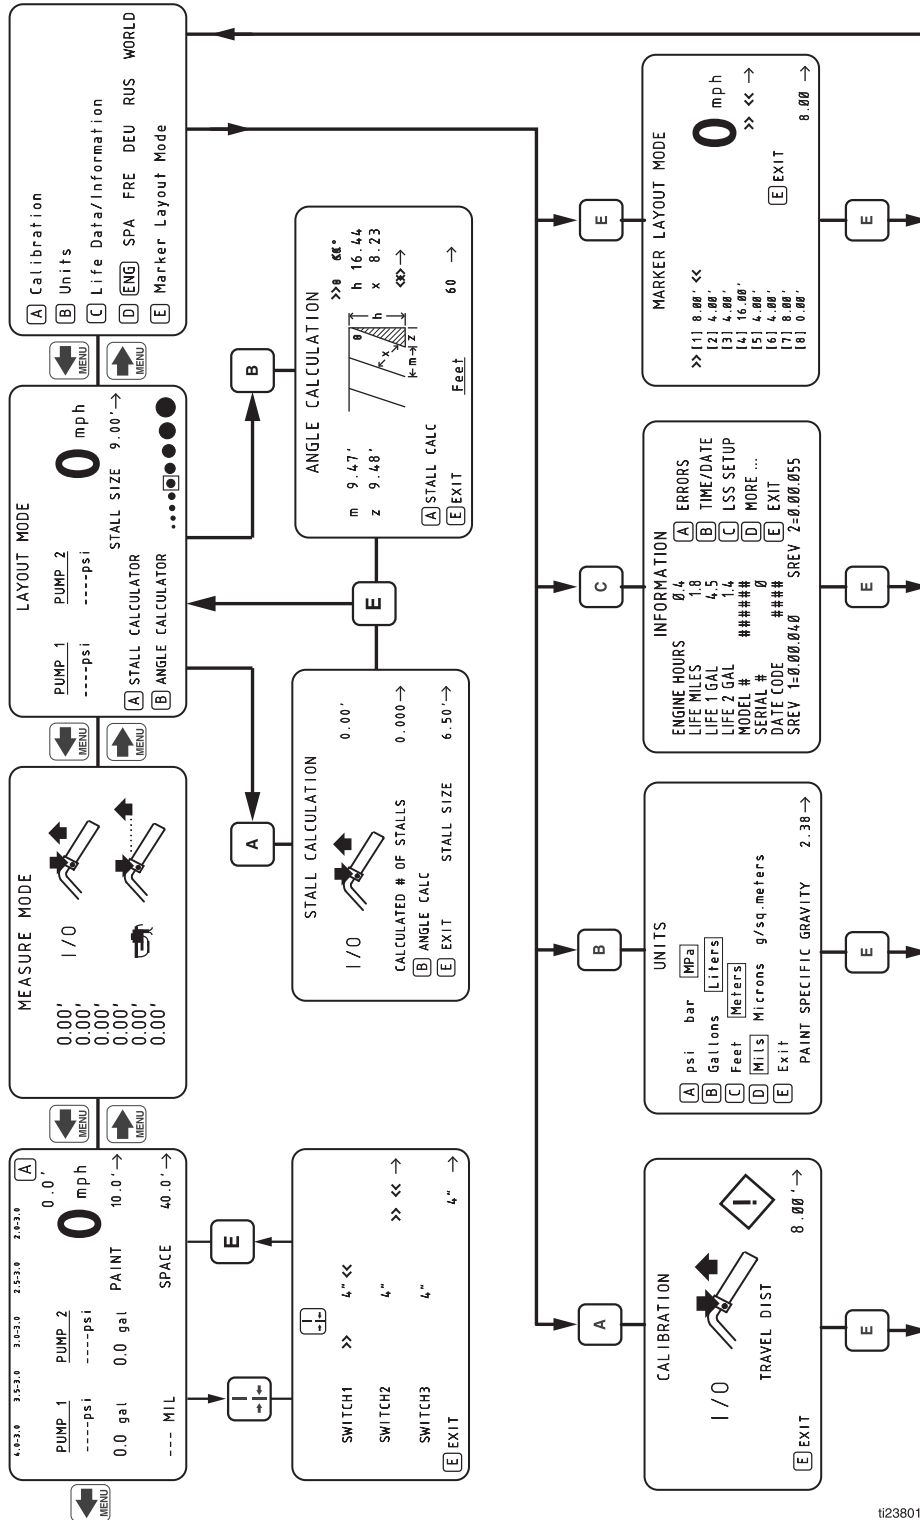 4.0-3.0 3.5-3.0 3.0-3.0 2.5-3.0 2.0-3.0
A
0.0'
PUMP 1 PUMP 2
----psi ----psi
0 mph
0.0 gal 0.0 gal PAINT 10.0'→
--- MIL SPACE 40.0'→
MENU
MENU
MENU
MEASURE MODE
0.00'
0.00'
0.00'
0.00'
0.00'
0.00'
I/O
MENU
MENU
LAYOUT MODE
PUMP 1 PUMP 2
----psi ----psi
0 mph
STALL SIZE 9.00'→
A STALL CALCULATOR
B ANGLE CALCULATOR
MENU
MENU
A Calibration
B Units
C Life Data/Information
D ENG SPA FRE DEU RUS WORLD
E Marker Layout Mode
E
SWITCH1 >> 4" <<
SWITCH2 4"
>> << →
SWITCH3 4"
E EXIT 4" →
A
STALL CALCULATION
I/O 0.00'
CALCULATED # OF STALLS 0.000→
B ANGLE CALC
E EXIT STALL SIZE 6.50'→
E
B
ANGLE CALCULATION
m 9.47'
z 9.48'
θ
h
x
m
z
h 16.44
x 8.23
A STALL CALC
E EXIT
Feet 60 →
A
CALIBRATION
I/O
!
TRAVEL DIST 8.00'→
E EXIT
E
B
UNITS
A psi bar MPa
B Gallons Liters
C Feet Meters
D Mils Microns g/sq.meters
E Exit
PAINT SPECIFIC GRAVITY 2.38→
E
C
INFORMATION
ENGINE HOURS 0.4 A ERRORS
LIFE MILES 1.8 B TIME/DATE
LIFE 1 GAL 4.5 C LSS SETUP
LIFE 2 GAL 1.4 D MORE ...
MODEL # ###### E EXIT
SERIAL # 0
DATE CODE ####
SREV 1=0.00.040 SREV 2=0.00.055
E
E
MARKER LAYOUT MODE
>> [1] 8.00' <<
[2] 4.00'
[3] 4.00'
[4] 16.00'
[5] 4.00'
[6] 4.00'
[7] 8.00'
[8] 0.00'
0 mph
>> << →
E EXIT
8.00 →
E
ti23801